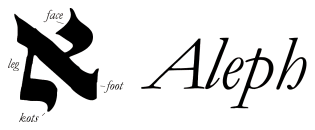 face
leg
א Aleph
foot
kots